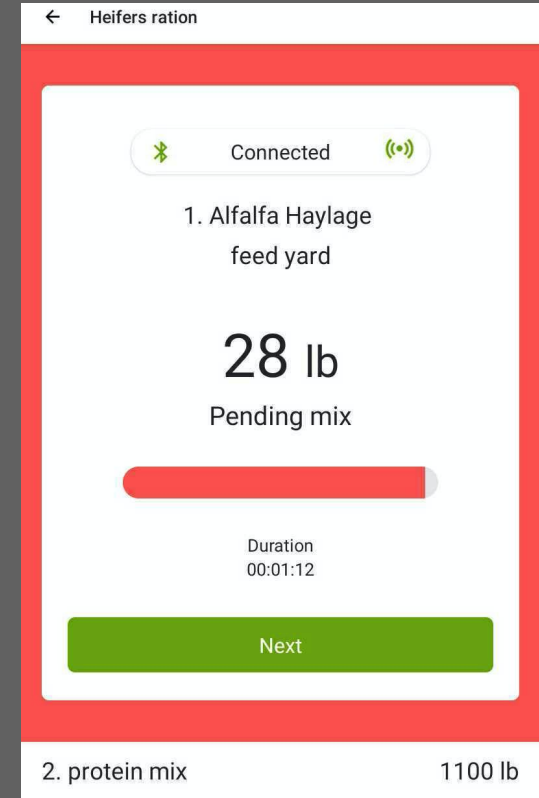 Heifers ration
Connected
1. Alfalfa Haylage
feed yard
28 lb
Pending mix
Duration
00:01:12
Next
2. protein mix 1100 lb